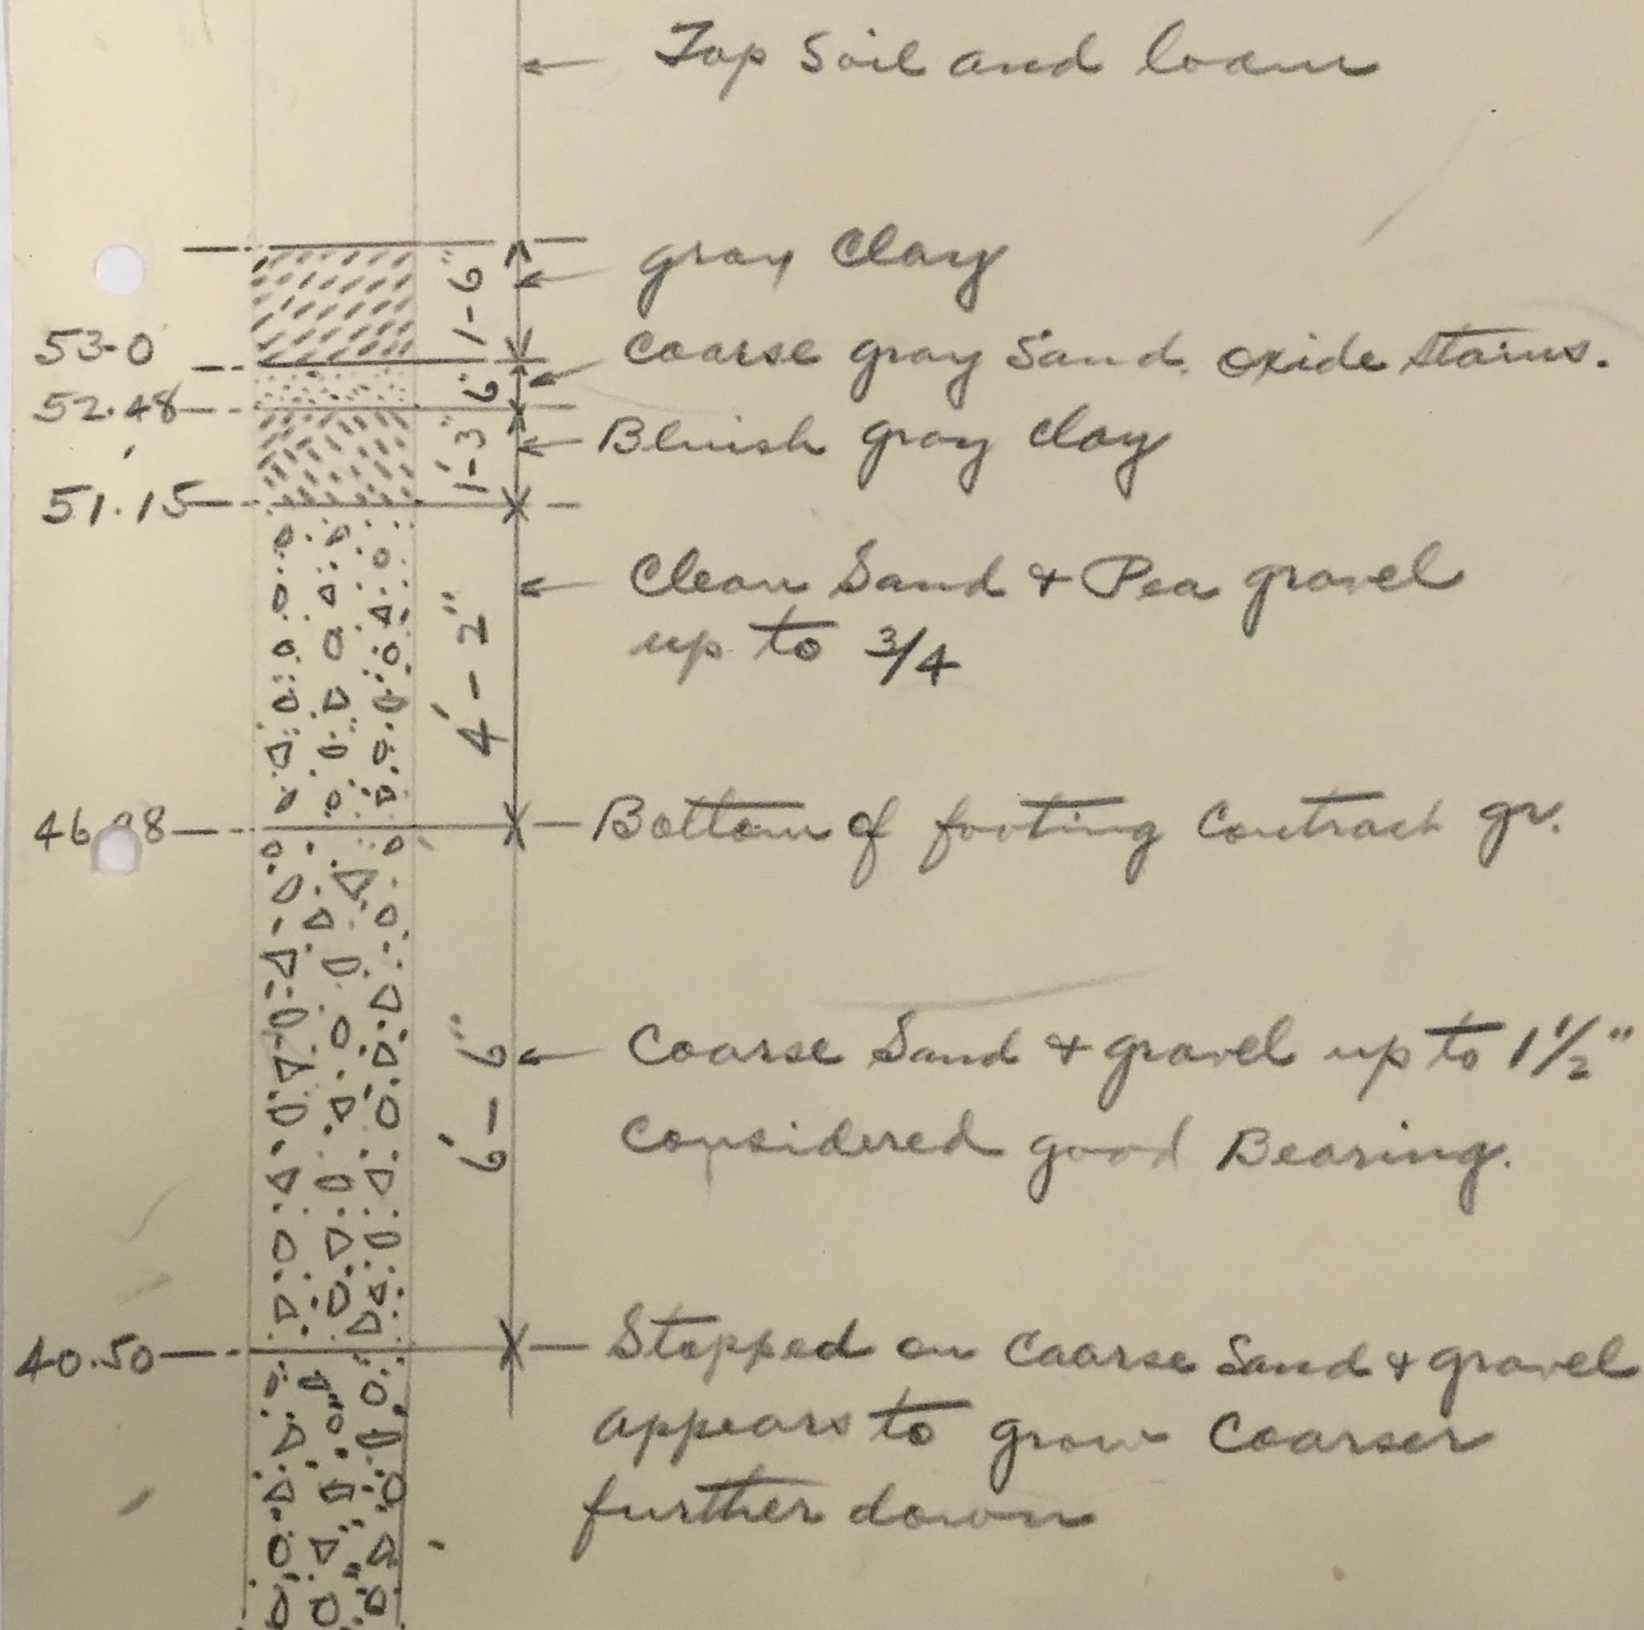 Top Soil and loam
gray Clay
1-6"
53-0
Coarse gray Sand. oxide stains.
6"
52.48
Bluish gray clay
1'-3"
51.15
Clean Sand & Pea gravel
up to 3/4
4'-2"
Bottom of footing Contract gr.
Coarse Sand & gravel up to 1 1/2"
6'-6"
Considered good Bearing.
40.50
Stopped on Coarse Sand & gravel
appears to grow Coarser
further down